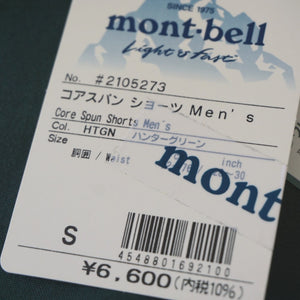 SINCE 1975
mont-bell
Light & Fast
No. #2105273
コアスパン ショーツ Men's
Core Spun Shorts Men's
Col. HTGN ハンターグリーン
Size inch
胴囲 / Waist -30
mont
S
4548801692100
¥6,600(内税10%)